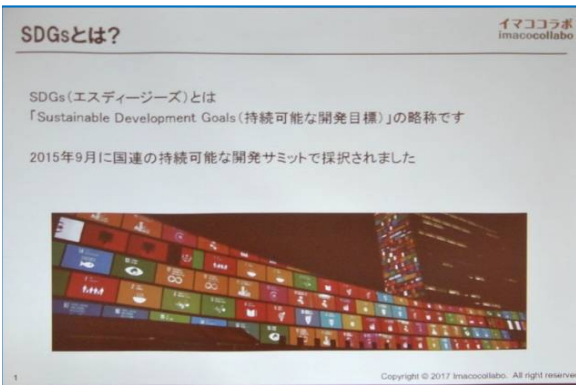 SDGsとは?
イマココラボ
imacocollabo
SDGs(エスディージーズ)とは
「Sustainable Development Goals(持続可能な開発目標)」の略称です
2015年9月に国連の持続可能な開発サミットで採択されました
1
Copyright © 2017 Imacocollabo. All right reserve